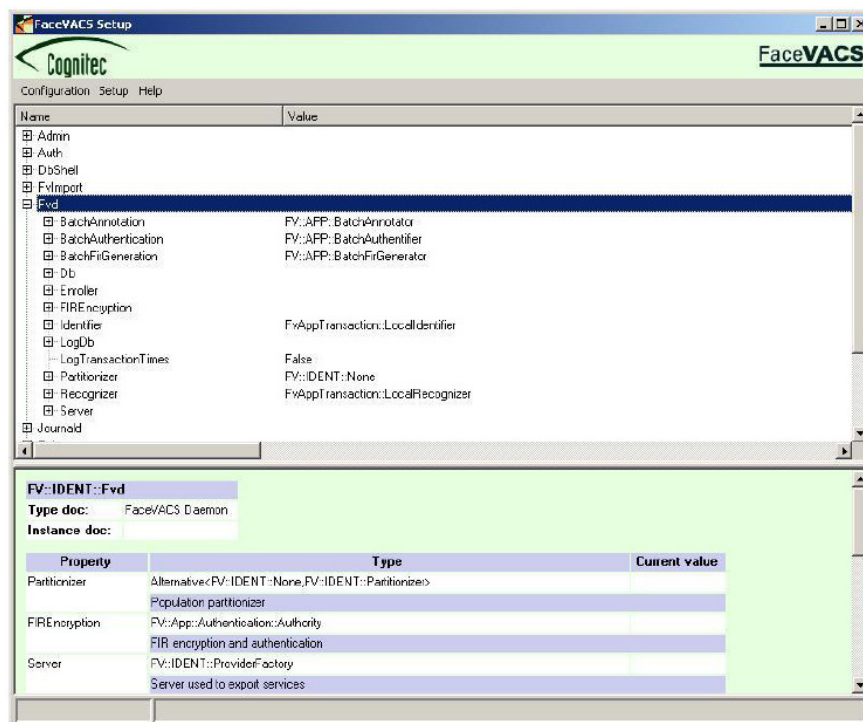 FaceVACS Setup
Cognitec
FaceVACS
Configuration Setup Help
Name Value
Admin
Auth
DbShell
FvImport
Fvd
BatchAnnotation FV::APP::BatchAnnotator
BatchAuthentication FV::APP::BatchAuthentifier
BatchFirGeneration FV::APP::BatchFirGenerator
Db
Enroller
FIREncryption
Identifier FvAppTransaction::LocalIdentifier
LogDb
LogTransactionTimes False
Partitionizer FV::IDENT::None
Recognizer FvAppTransaction::LocalRecognizer
Server
Journald
FV::IDENT::Fvd
Type doc: FaceVACS Daemon
Instance doc:
Property Type Current value
Partitionizer Alternative<FV::IDENT::None,FV::IDENT::Partitionizer>
Population partitionizer
FIREncryption FV::App::Authentication::Authority
FIR encryption and authentication
Server FV::IDENT::ProviderFactory
Server used to export services